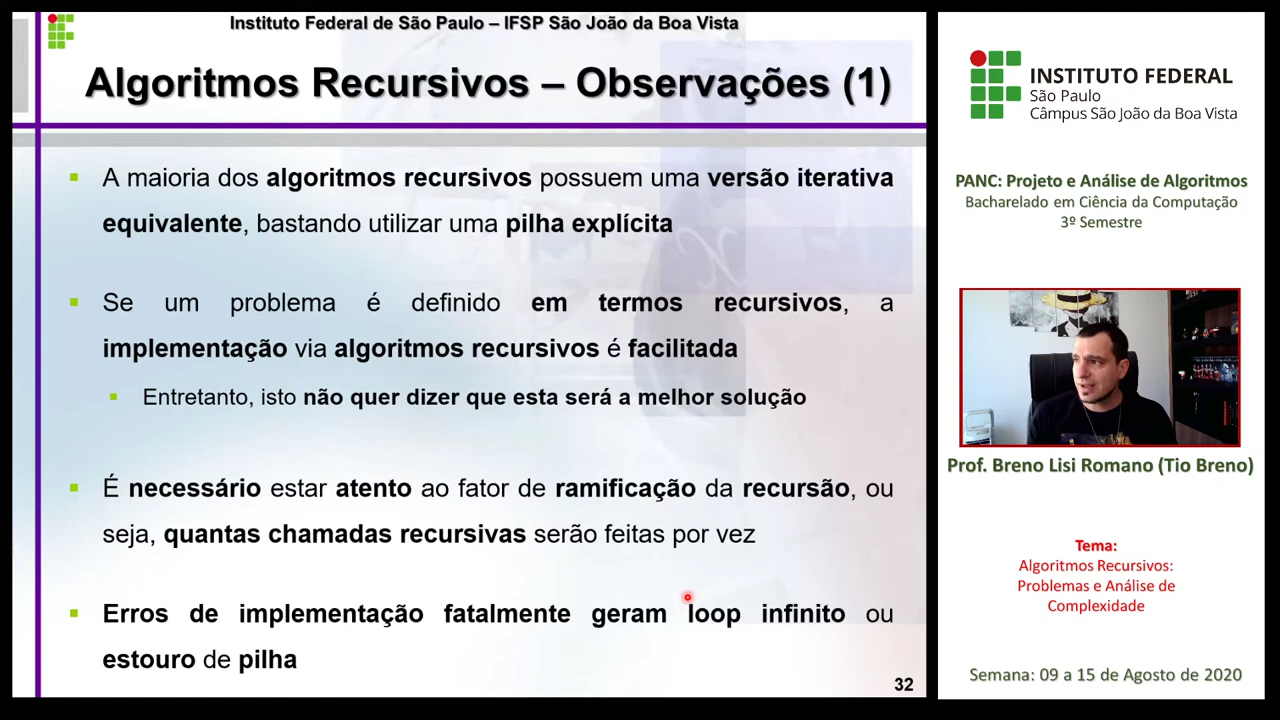 Instituto Federal de São Paulo – IFSP São João da Boa Vista
Algoritmos Recursivos – Observações (1)
A maioria dos algoritmos recursivos possuem uma versão iterativa
equivalente, bastando utilizar uma pilha explícita
Se um problema é definido em termos recursivos, a
implementação via algoritmos recursivos é facilitada
Entretanto, isto não quer dizer que esta será a melhor solução
É necessário estar atento ao fator de ramificação da recursão, ou
seja, quantas chamadas recursivas serão feitas por vez
Erros de implementação fatalmente geram loop infinito ou
estouro de pilha
32
INSTITUTO FEDERAL
São Paulo
Câmpus São João da Boa Vista
PANC: Projeto e Análise de Algoritmos
Bacharelado em Ciência da Computação
3º Semestre
Prof. Breno Lisi Romano (Tio Breno)
Tema:
Algoritmos Recursivos:
Problemas e Análise de
Complexidade
Semana: 09 a 15 de Agosto de 2020